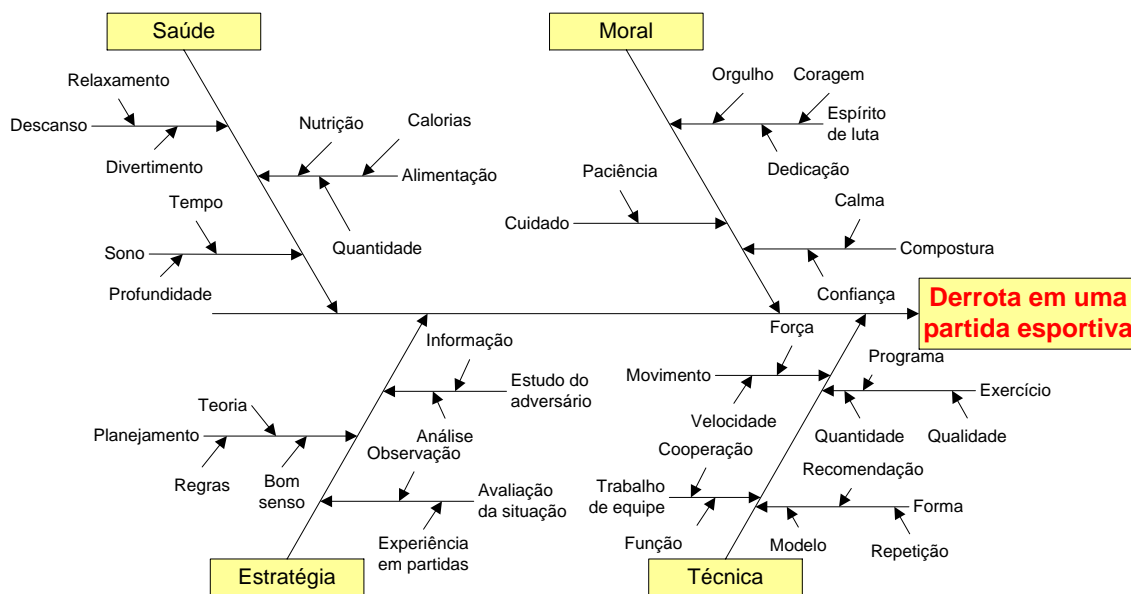 Saúde
Moral
Relaxamento
Orgulho
Coragem
Descanso
Nutrição
Calorias
Espírito
de luta
Divertimento
Alimentação
Paciência
Dedicação
Tempo
Calma
Cuidado
Sono
Quantidade
Compostura
Profundidade
Confiança
Derrota em uma
partida esportiva
Força
Informação
Programa
Movimento
Estudo do
adversário
Exercício
Teoria
Velocidade
Planejamento
Análise
Quantidade
Qualidade
Observação
Cooperação
Regras
Bom
senso
Recomendação
Trabalho
de equipe
Avaliação
da situação
Forma
Experiência
em partidas
Função
Modelo
Repetição
Estratégia
Técnica